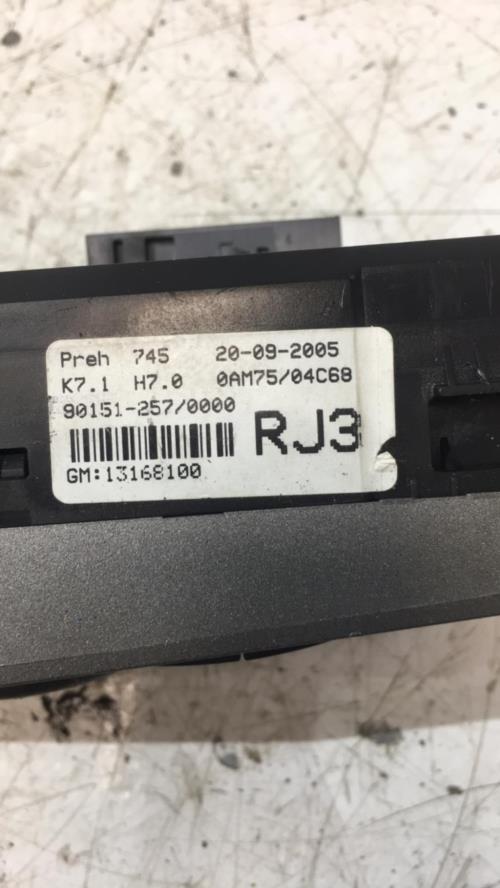 Preh 745 20-09-2005
K7.1 H7.0 0AM75/04C68
90151-257/0000
RJ3
GM:13168100